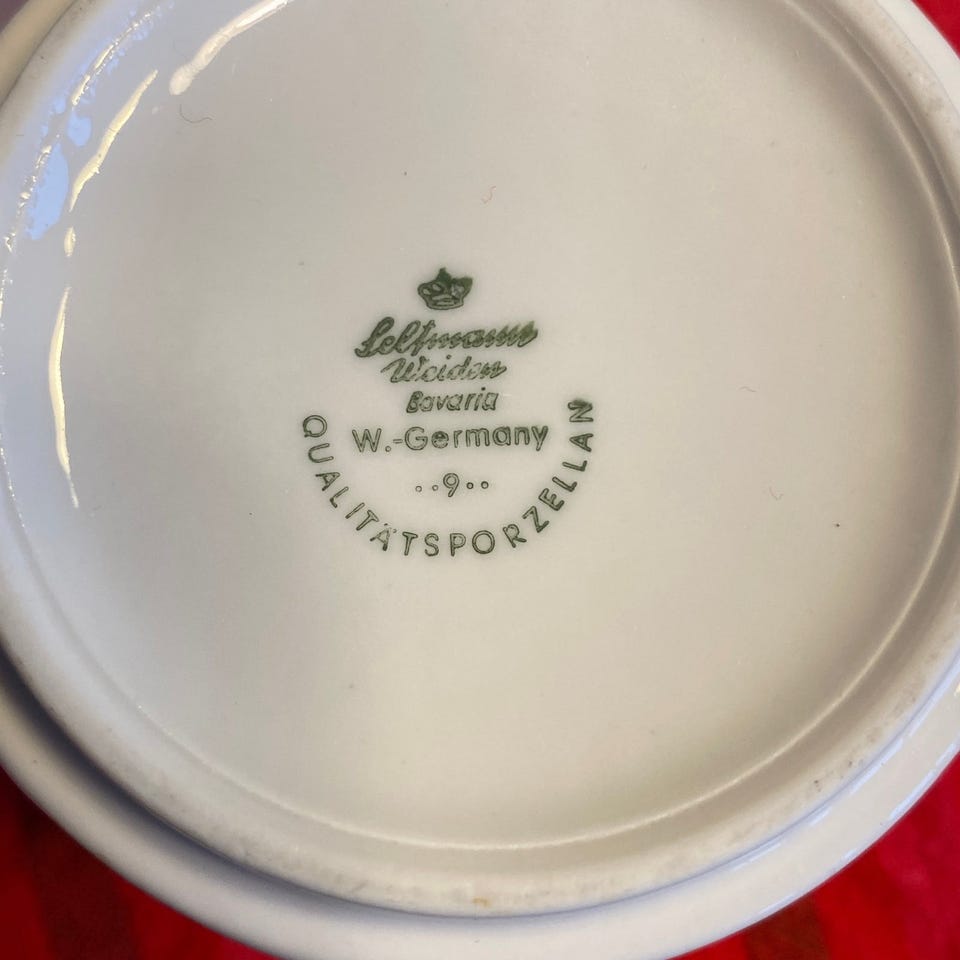 Seltmann
Weiden
Bavaria
W.-Germany
··9··
QUALITÄTSPORZELLAN